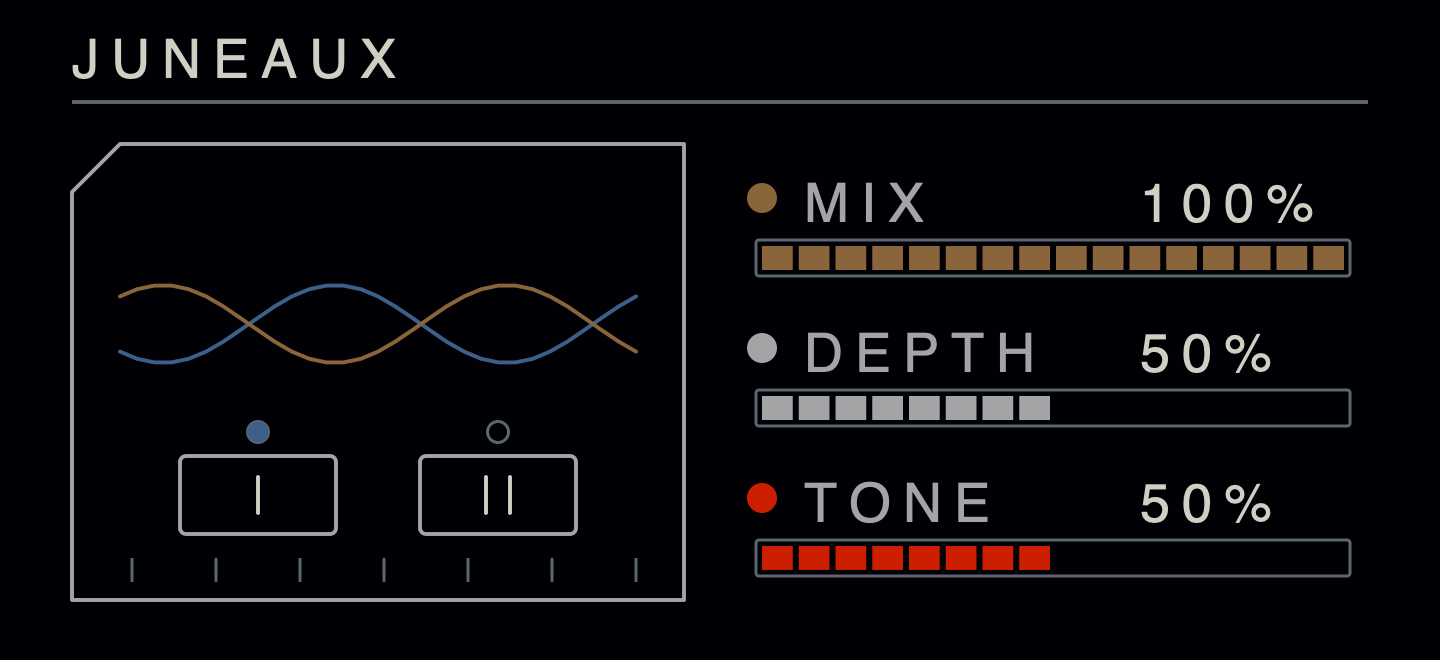 JUNEAUX
MIX 100%
DEPTH 50%
I II
TONE 50%